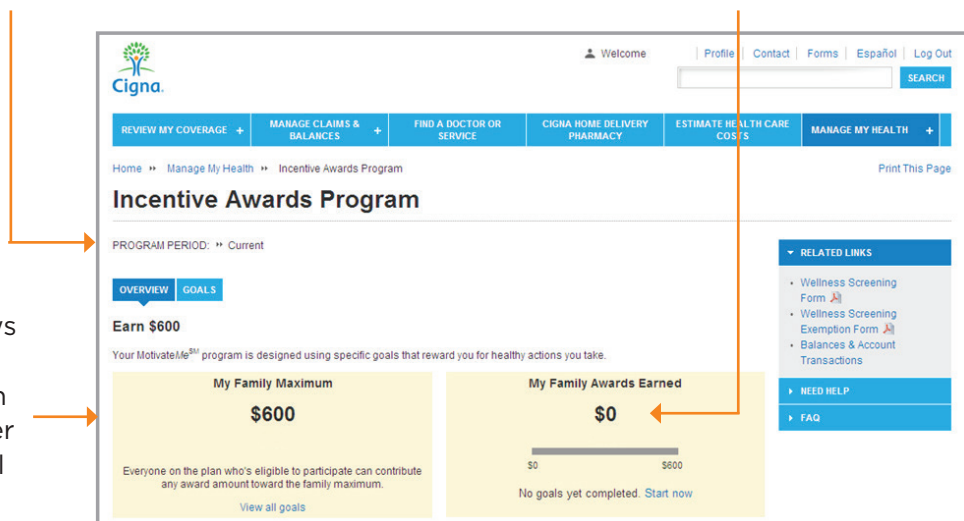 Cigna.
Welcome
Profile | Contact | Forms | Español | Log Out
SEARCH
REVIEW MY COVERAGE +
MANAGE CLAIMS & BALANCES +
FIND A DOCTOR OR SERVICE
CIGNA HOME DELIVERY PHARMACY
ESTIMATE HEALTH CARE COSTS
MANAGE MY HEALTH +
Home ›› Manage My Health ›› Incentive Awards Program
Print This Page
Incentive Awards Program
PROGRAM PERIOD: ›› Current
OVERVIEW
GOALS
Earn $600
Your MotivateMe℠ program is designed using specific goals that reward you for healthy actions you take.
My Family Maximum
$600
Everyone on the plan who's eligible to participate can contribute
any award amount toward the family maximum.
View all goals
My Family Awards Earned
$0
$0 $600
No goals yet completed. Start now
RELATED LINKS
• Wellness Screening
Form
• Wellness Screening
Exemption Form
• Balances & Account
Transactions
NEED HELP
FAQ